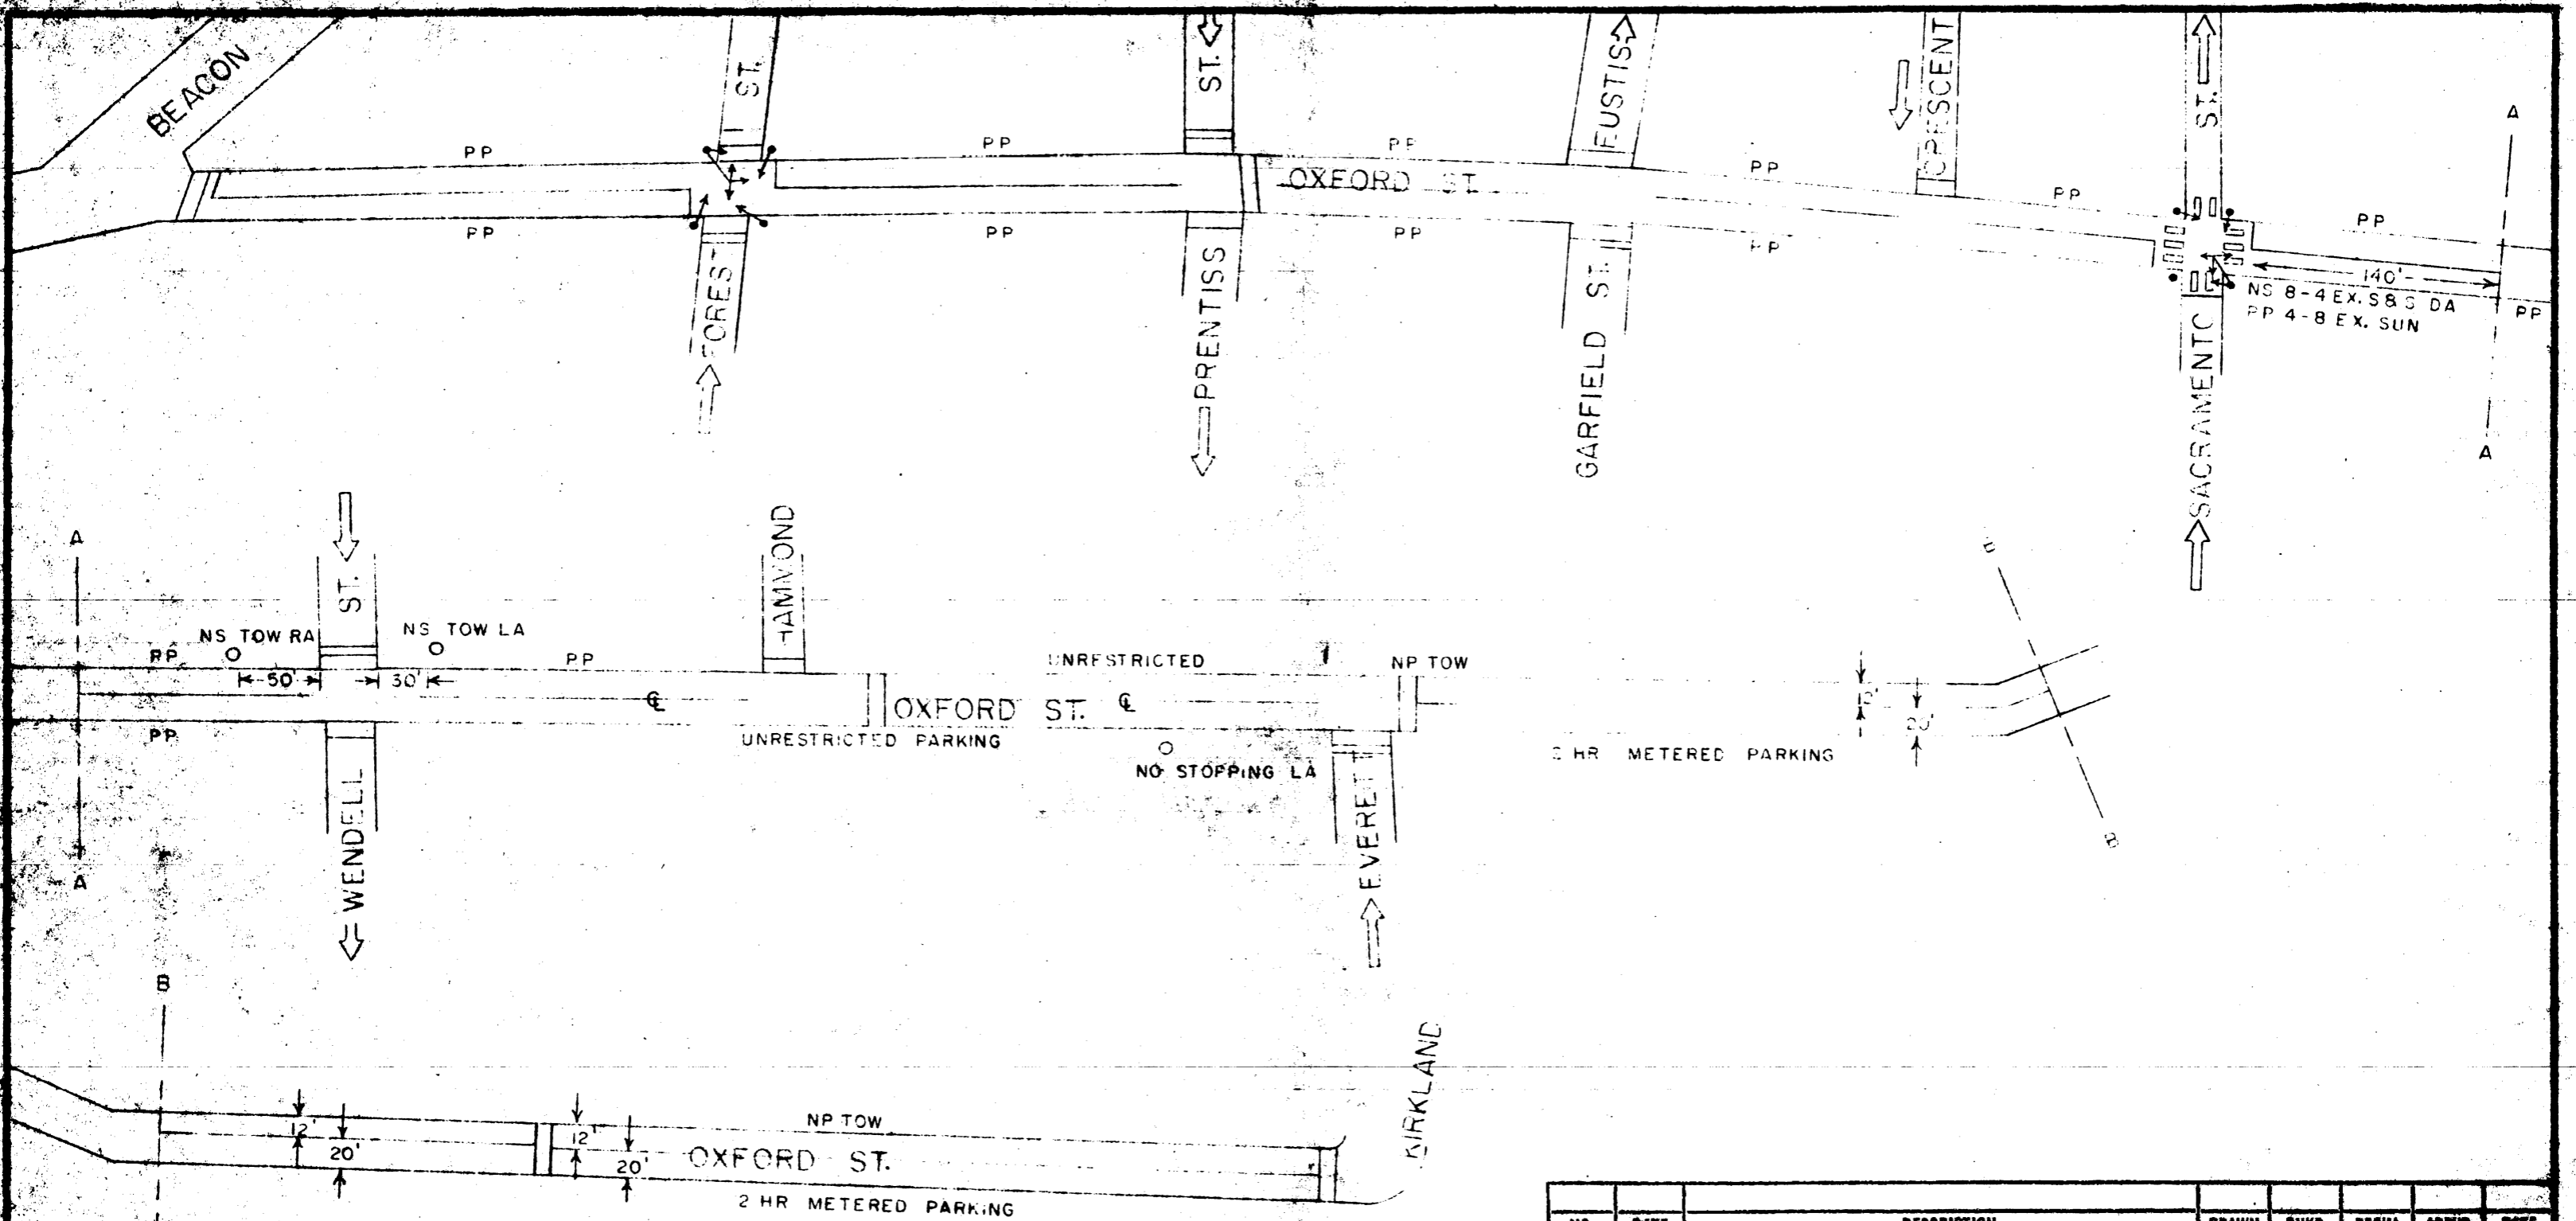 BEACON
ST.
ST.
EUSTIS
CRESCENT
ST.
A
PP
PP
PP
PP
PP
PP
OXFORD ST.
PP
PP
PP
PP
FOREST
PRENTISS
GARFIELD ST.
SACRAMENTO
140'
NS 8-4 EX. S & S DA
PP 4-8 EX. SUN
PP
A
A
ST.
HAMMOND
B
NS TOW RA
NS TOW LA
PP
PP
UNRESTRICTED
NP TOW
50'
30'
℄
OXFORD ST.
℄
12'
20'
PP
UNRESTRICTED PARKING
NO STOPPING LA
2 HR METERED PARKING
WENDELL
EVERETT
A
B
B
KIRKLAND
12'
20'
12'
20'
NP TOW
OXFORD ST.
2 HR METERED PARKING